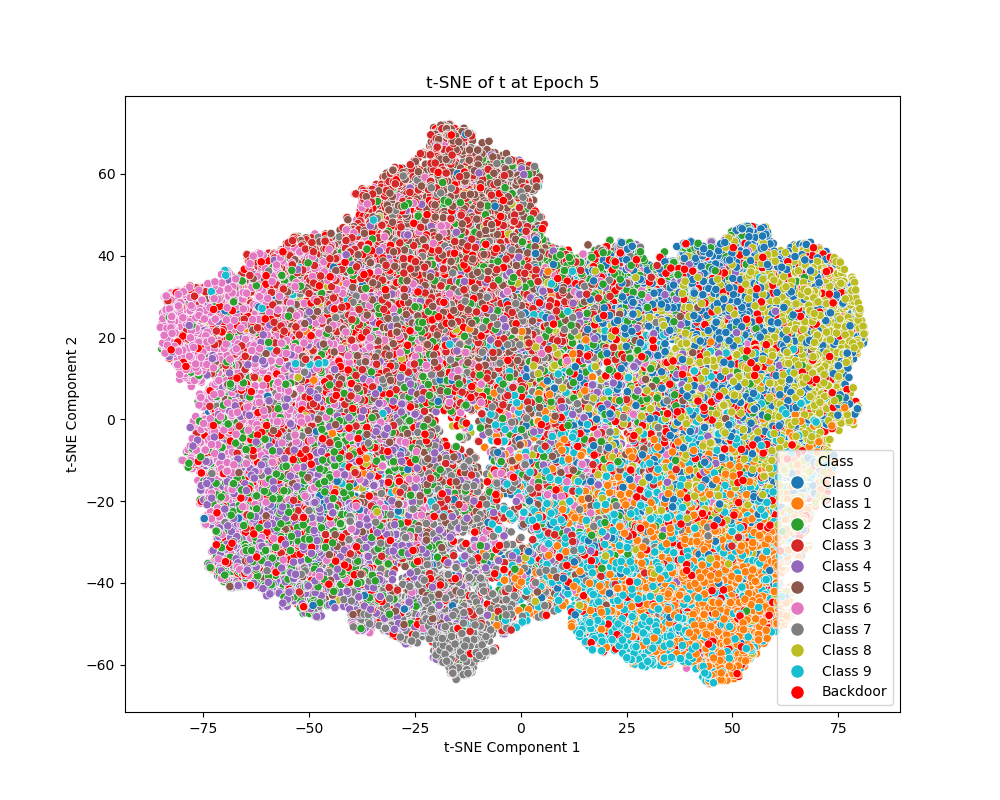 t-SNE of t at Epoch 5
t-SNE Component 2
60
40
20
0
−20
−40
−60
−75
−50
−25
0
25
50
75
t-SNE Component 1
Class
Class 0
Class 1
Class 2
Class 3
Class 4
Class 5
Class 6
Class 7
Class 8
Class 9
Backdoor